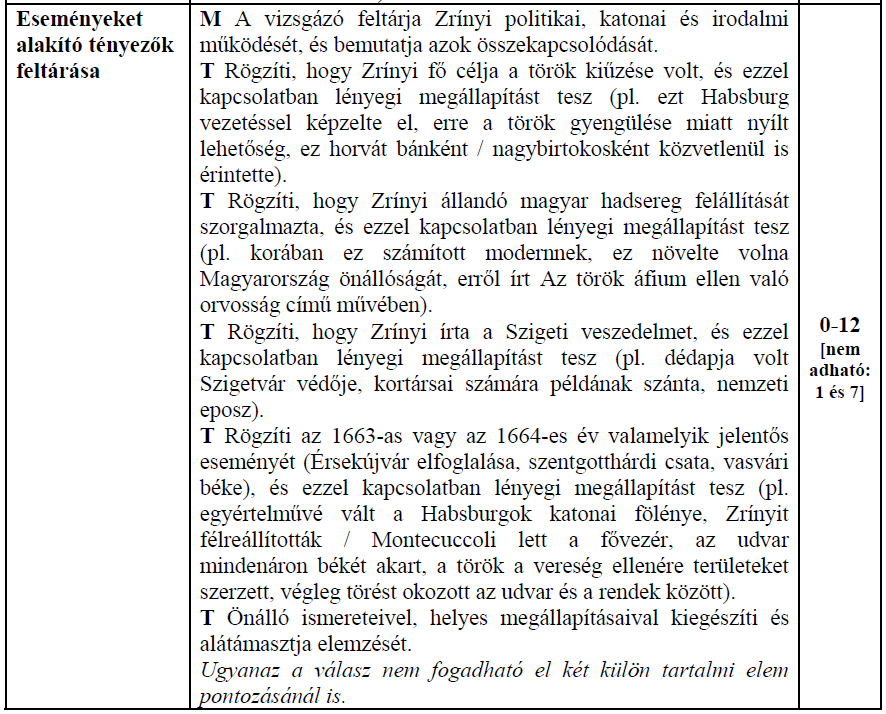 Eseményeket
alakító tényezők
feltárása
M A vizsgázó feltárja Zrínyi politikai, katonai és irodalmi
működését, és bemutatja azok összekapcsolódását.
T Rögzíti, hogy Zrínyi fő célja a török kiűzése volt, és ezzel
kapcsolatban lényegi megállapítást tesz (pl. ezt Habsburg
vezetéssel képzelte el, erre a török gyengülése miatt nyílt
lehetőség, ez horvát bánként / nagybirtokosként közvetlenül is
érintette).
T Rögzíti, hogy Zrínyi állandó magyar hadsereg felállítását
szorgalmazta, és ezzel kapcsolatban lényegi megállapítást tesz
(pl. korában ez számított modernnek, ez növelte volna
Magyarország önállóságát, erről írt Az török áfium ellen való
orvosság című művében).
T Rögzíti, hogy Zrínyi írta a Szigeti veszedelmet, és ezzel
kapcsolatban lényegi megállapítást tesz (pl. dédapja volt
Szigetvár védője, kortársai számára példának szánta, nemzeti
eposz).
T Rögzíti az 1663-as vagy az 1664-es év valamelyik jelentős
eseményét (Érsekújvár elfoglalása, szentgotthárdi csata, vasvári
béke), és ezzel kapcsolatban lényegi megállapítást tesz (pl.
egyértelművé vált a Habsburgok katonai fölénye, Zrínyit
félreállították / Montecuccoli lett a fővezér, az udvar
mindenáron békét akart, a török a vereség ellenére területeket
szerzett, végleg törést okozott az udvar és a rendek között).
T Önálló ismereteivel, helyes megállapításaival kiegészíti és
alátámasztja elemzését.
Ugyanaz a válasz nem fogadható el két külön tartalmi elem
pontozásánál is.
0-12
[nem
adható:
1 és 7]